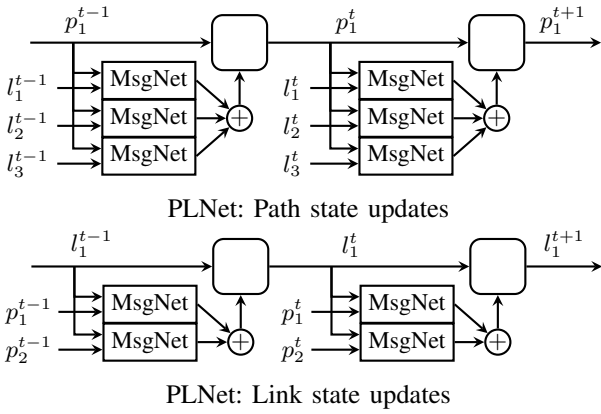 p_1^{t−1} p_1^t p_1^{t+1}
l_1^{t−1} MsgNet l_1^t MsgNet
l_2^{t−1} MsgNet + l_2^t MsgNet +
l_3^{t−1} MsgNet l_3^t MsgNet
PLNet: Path state updates
l_1^{t−1} l_1^t l_1^{t+1}
p_1^{t−1} MsgNet p_1^t MsgNet
p_2^{t−1} MsgNet + p_2^t MsgNet +
PLNet: Link state updates